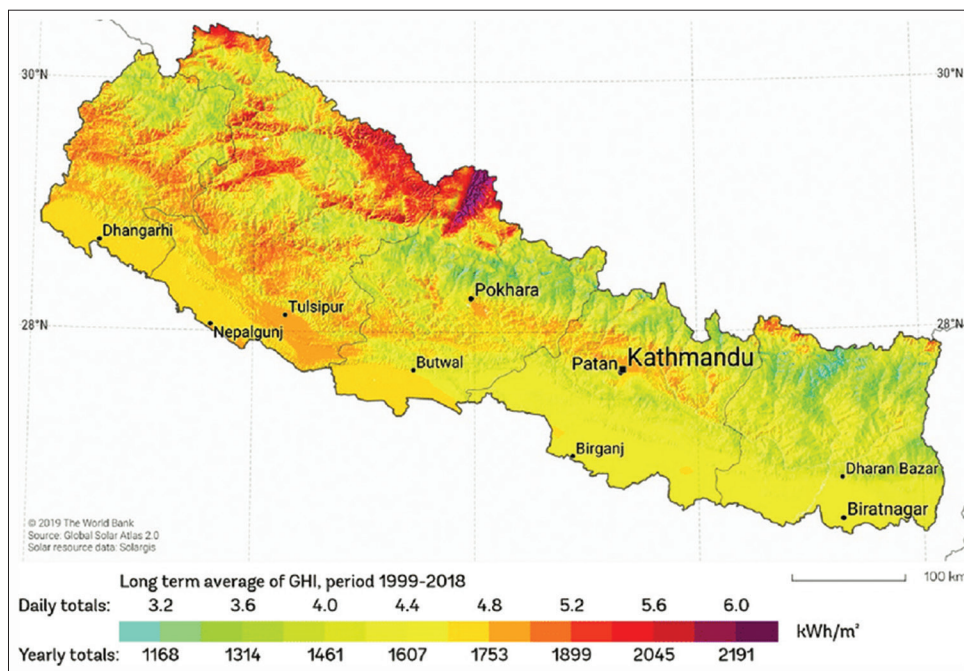 30°N
30°N
Dhangarhi
Tulsipur
Pokhara
28°N
Nepalgunj
28°N
Butwal
Patan
Kathmandu
Birganj
Dharan Bazar
Biratnagar
© 2019 The World Bank
Source: Global Solar Atlas 2.0
Solar resource data: Solargis
Long term average of GHI, period 1999-2018
100 km
Daily totals: 3.2 3.6 4.0 4.4 4.8 5.2 5.6 6.0
kWh/m²
Yearly totals: 1168 1314 1461 1607 1753 1899 2045 2191